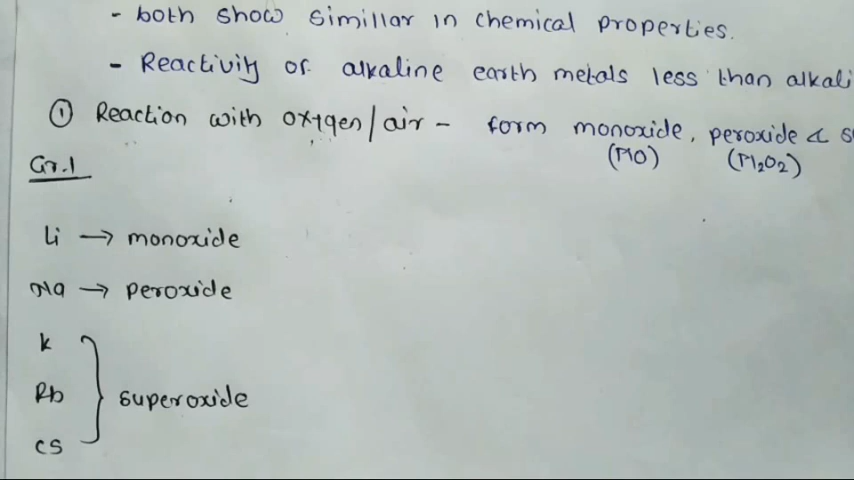 - both show simillar in chemical properties.
- Reactivity of alkaline earth metals less than alkali
① Reaction with oxygen/air - form monoxide, peroxide &
(MO) (M2O2)
Gr.1
Li → monoxide
Na → peroxide
K
Rb
superoxide
Cs